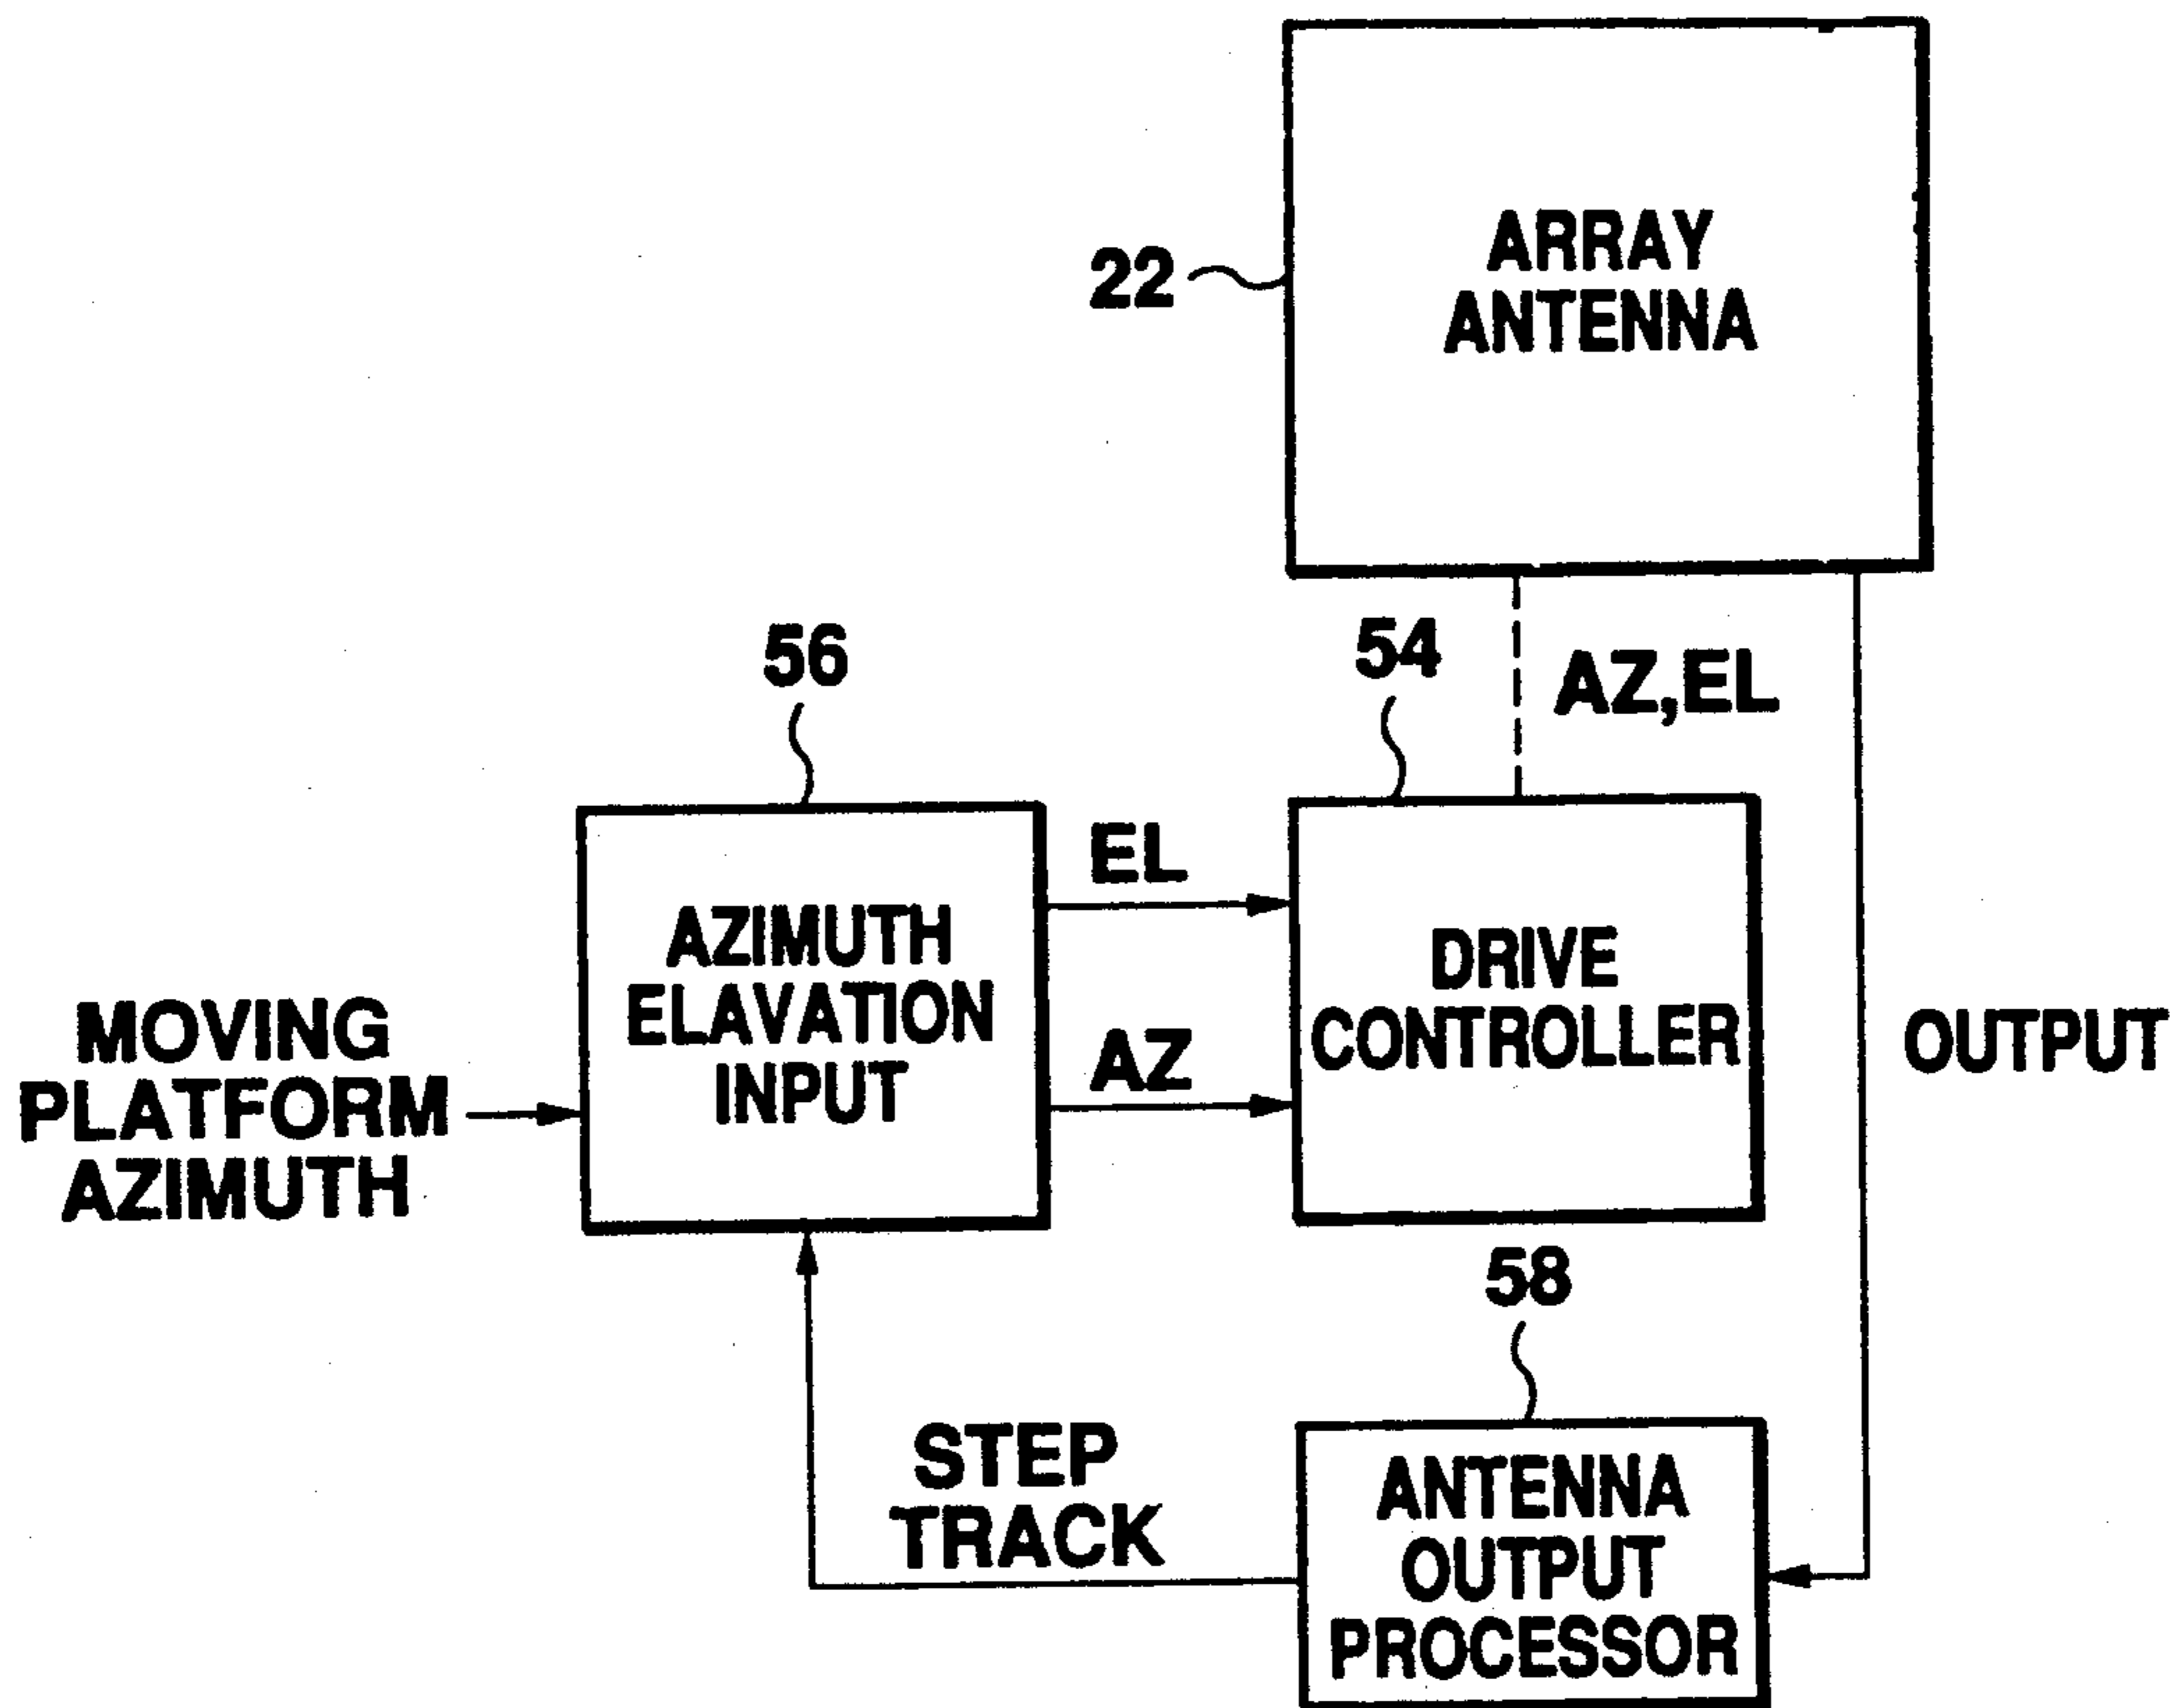 ARRAY
ANTENNA
22
56
54
AZ,EL
EL
AZIMUTH
ELAVATION
INPUT
DRIVE
CONTROLLER
MOVING
PLATFORM
AZIMUTH
AZ
OUTPUT
58
STEP
TRACK
ANTENNA
OUTPUT
PROCESSOR